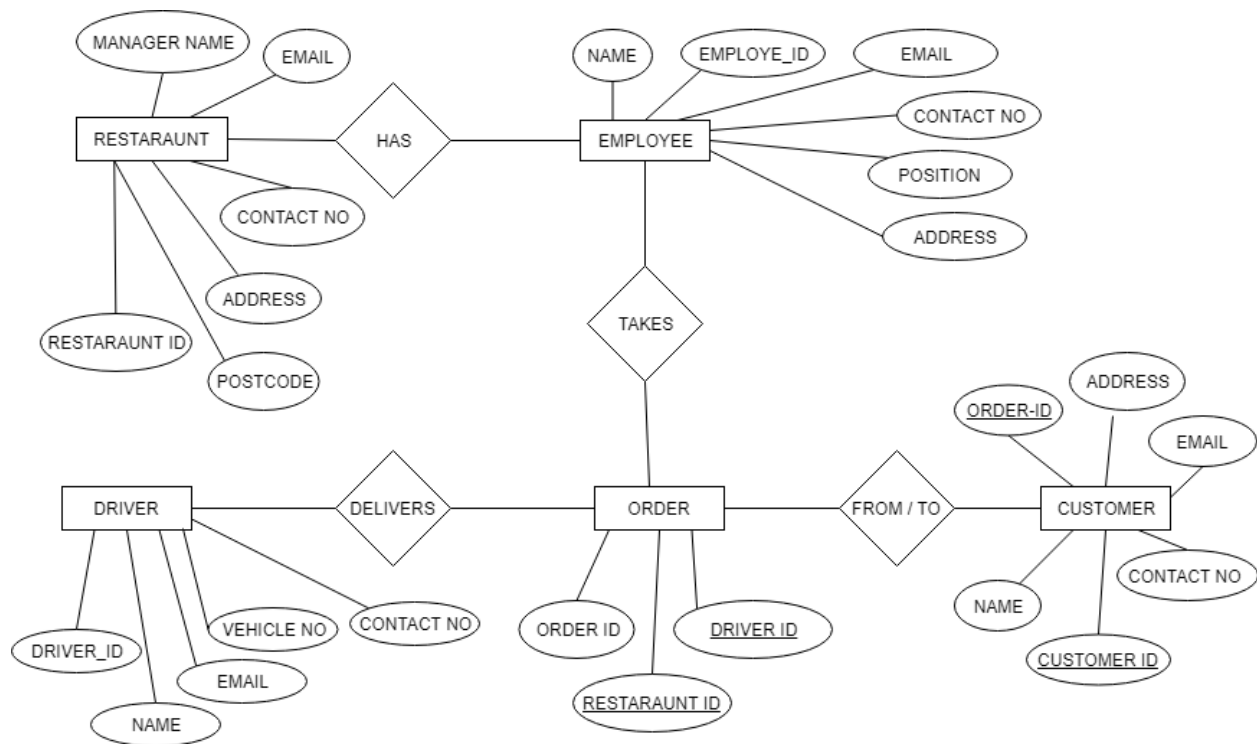 MANAGER NAME
EMAIL
NAME
EMPLOYE_ID
EMAIL
RESTARAUNT
HAS
EMPLOYEE
CONTACT NO
POSITION
CONTACT NO
ADDRESS
ADDRESS
RESTARAUNT ID
POSTCODE
TAKES
ORDER-ID
ADDRESS
EMAIL
DRIVER
DELIVERS
ORDER
FROM / TO
CUSTOMER
CONTACT NO
NAME
CUSTOMER ID
DRIVER_ID
NAME
EMAIL
VEHICLE NO
CONTACT NO
ORDER ID
RESTARAUNT ID
DRIVER ID